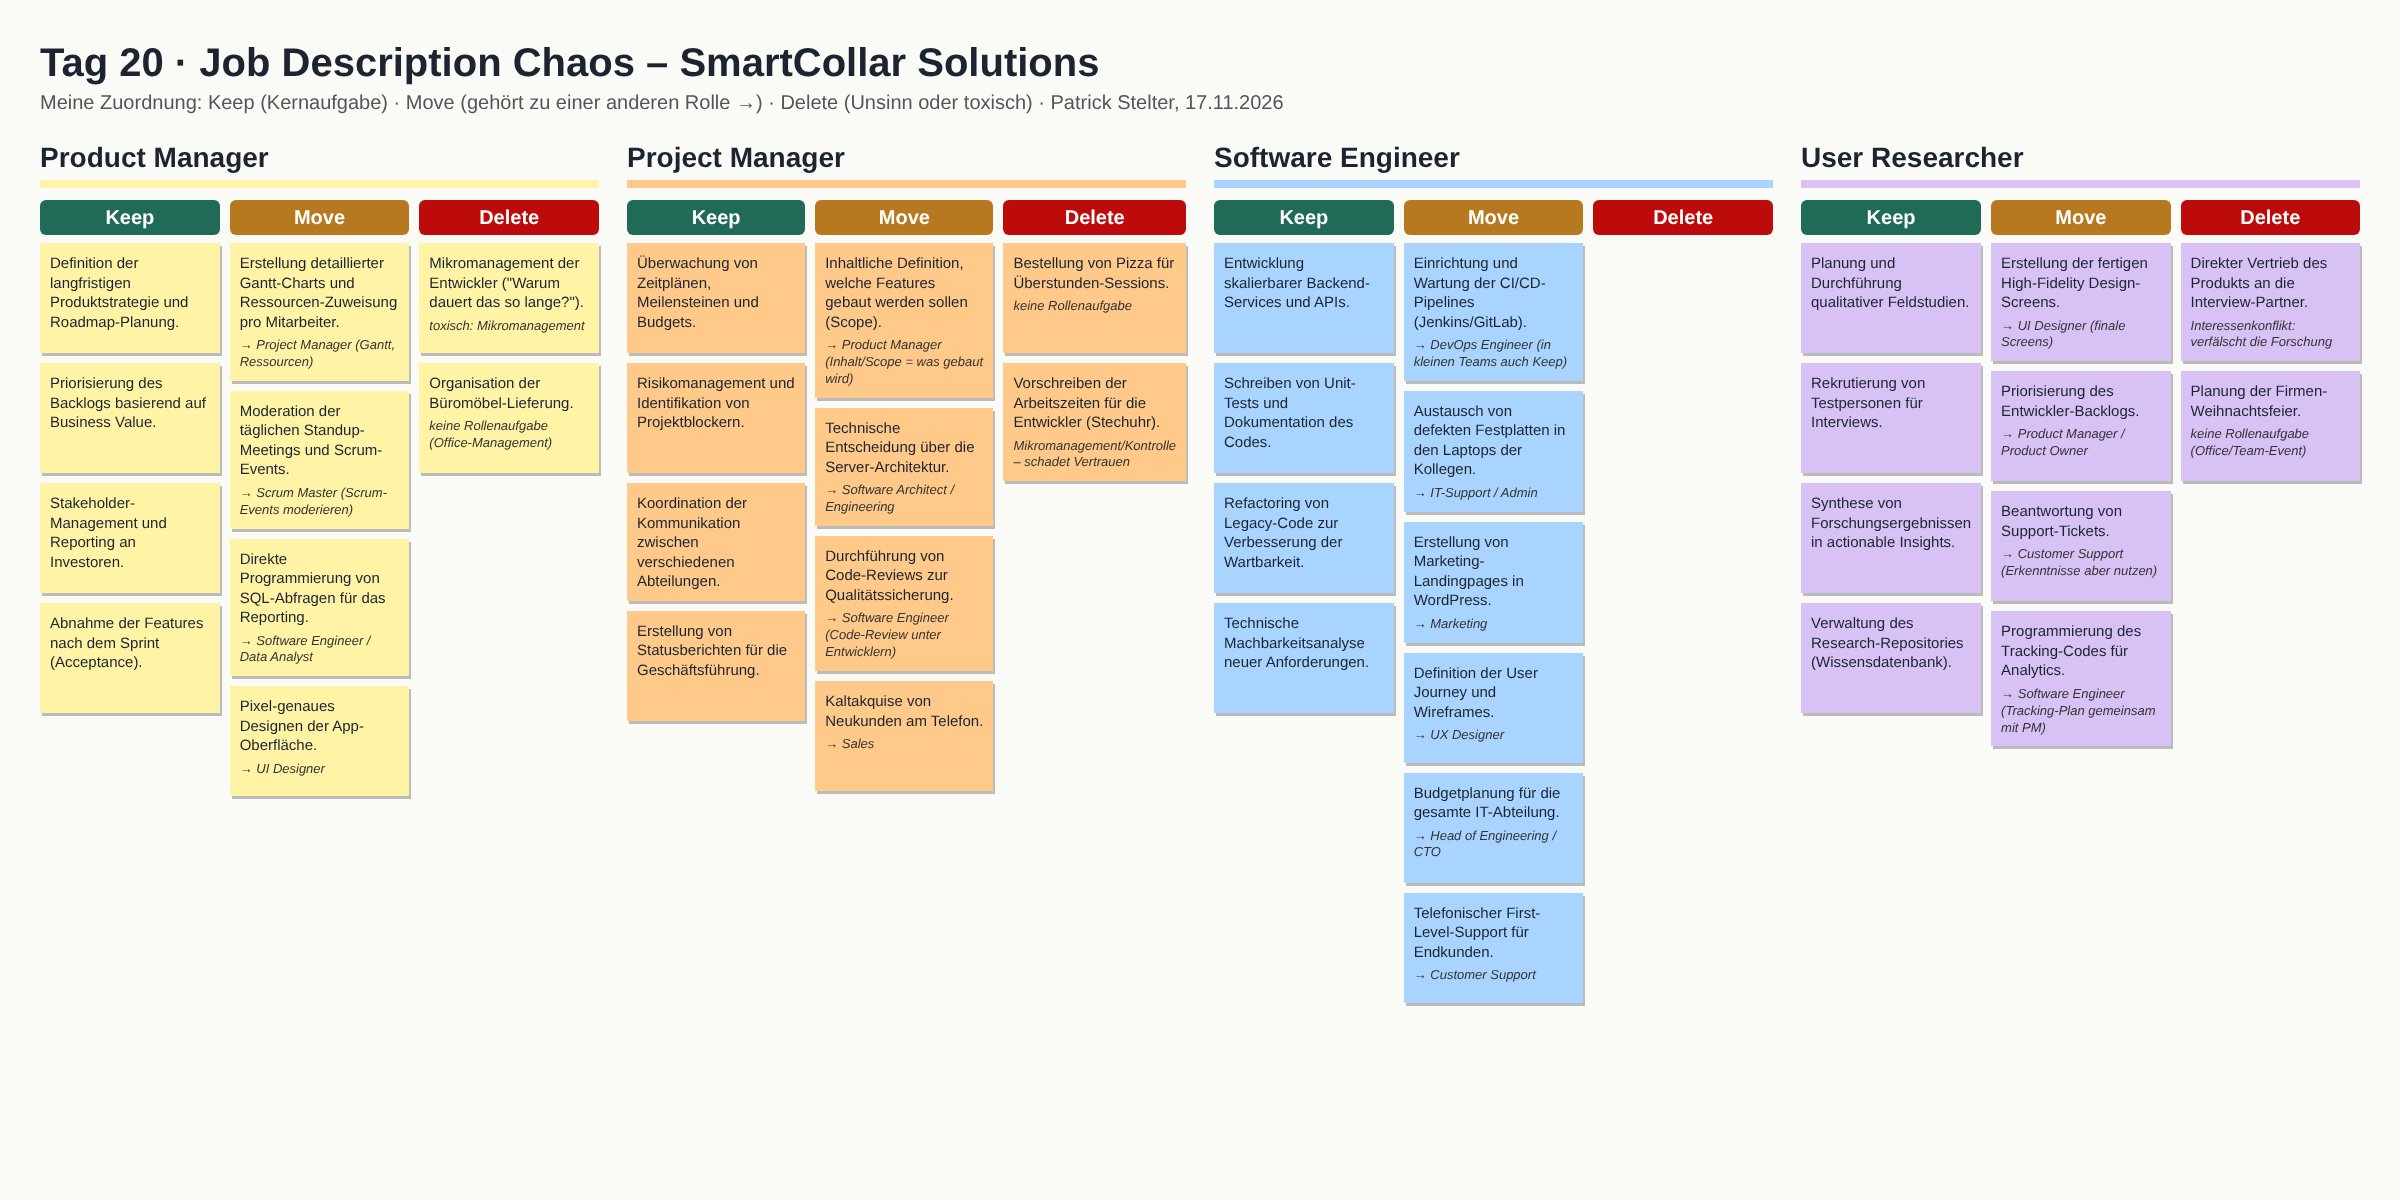 Tag 20 · Job Description Chaos – SmartCollar Solutions
Meine Zuordnung: Keep (Kernaufgabe) · Move (gehört zu einer anderen Rolle →) · Delete (Unsinn oder toxisch) · Patrick Stelter, 17.11.2026
Product Manager
Keep
Definition der
langfristigen
Produktstrategie und
Roadmap-Planung.
Priorisierung des
Backlogs basierend auf
Business Value.
Stakeholder-
Management und
Reporting an
Investoren.
Abnahme der Features
nach dem Sprint
(Acceptance).
Move
Erstellung detaillierter
Gantt-Charts und
Ressourcen-Zuweisung
pro Mitarbeiter.
→ Project Manager (Gantt,
Ressourcen)
Moderation der
täglichen Standup-
Meetings und Scrum-
Events.
→ Scrum Master (Scrum-
Events moderieren)
Direkte
Programmierung von
SQL-Abfragen für das
Reporting.
→ Software Engineer /
Data Analyst
Pixel-genaues
Designen der App-
Oberfläche.
→ UI Designer
Delete
Mikromanagement der
Entwickler ("Warum
dauert das so lange?").
toxisch: Mikromanagement
Organisation der
Büromöbel-Lieferung.
keine Rollenaufgabe
(Office-Management)
Project Manager
Keep
Überwachung von
Zeitplänen,
Meilensteinen und
Budgets.
Risikomanagement und
Identifikation von
Projektblockern.
Koordination der
Kommunikation
zwischen
verschiedenen
Abteilungen.
Erstellung von
Statusberichten für die
Geschäftsführung.
Move
Inhaltliche Definition,
welche Features
gebaut werden sollen
(Scope).
→ Product Manager
(Inhalt/Scope = was gebaut
wird)
Technische
Entscheidung über die
Server-Architektur.
→ Software Architect /
Engineering
Durchführung von
Code-Reviews zur
Qualitätssicherung.
→ Software Engineer
(Code-Review unter
Entwicklern)
Kaltakquise von
Neukunden am Telefon.
→ Sales
Delete
Bestellung von Pizza für
Überstunden-Sessions.
keine Rollenaufgabe
Vorschreiben der
Arbeitszeiten für die
Entwickler (Stechuhr).
Mikromanagement/Kontrolle
– schadet Vertrauen
Software Engineer
Keep
Entwicklung
skalierbarer Backend-
Services und APIs.
Schreiben von Unit-
Tests und
Dokumentation des
Codes.
Refactoring von
Legacy-Code zur
Verbesserung der
Wartbarkeit.
Technische
Machbarkeitsanalyse
neuer Anforderungen.
Move
Einrichtung und
Wartung der CI/CD-
Pipelines
(Jenkins/GitLab).
→ DevOps Engineer (in
kleinen Teams auch Keep)
Austausch von
defekten Festplatten in
den Laptops der
Kollegen.
→ IT-Support / Admin
Erstellung von
Marketing-
Landingpages in
WordPress.
→ Marketing
Definition der User
Journey und
Wireframes.
→ UX Designer
Budgetplanung für die
gesamte IT-Abteilung.
→ Head of Engineering /
CTO
Telefonischer First-
Level-Support für
Endkunden.
→ Customer Support
Delete
User Researcher
Keep
Planung und
Durchführung
qualitativer Feldstudien.
Rekrutierung von
Testpersonen für
Interviews.
Synthese von
Forschungsergebnissen
in actionable Insights.
Verwaltung des
Research-Repositories
(Wissensdatenbank).
Move
Erstellung der fertigen
High-Fidelity Design-
Screens.
→ UI Designer (finale
Screens)
Priorisierung des
Entwickler-Backlogs.
→ Product Manager /
Product Owner
Beantwortung von
Support-Tickets.
→ Customer Support
(Erkenntnisse aber nutzen)
Programmierung des
Tracking-Codes für
Analytics.
→ Software Engineer
(Tracking-Plan gemeinsam
mit PM)
Delete
Direkter Vertrieb des
Produkts an die
Interview-Partner.
Interessenkonflikt:
verfälscht die Forschung
Planung der Firmen-
Weihnachtsfeier.
keine Rollenaufgabe
(Office/Team-Event)